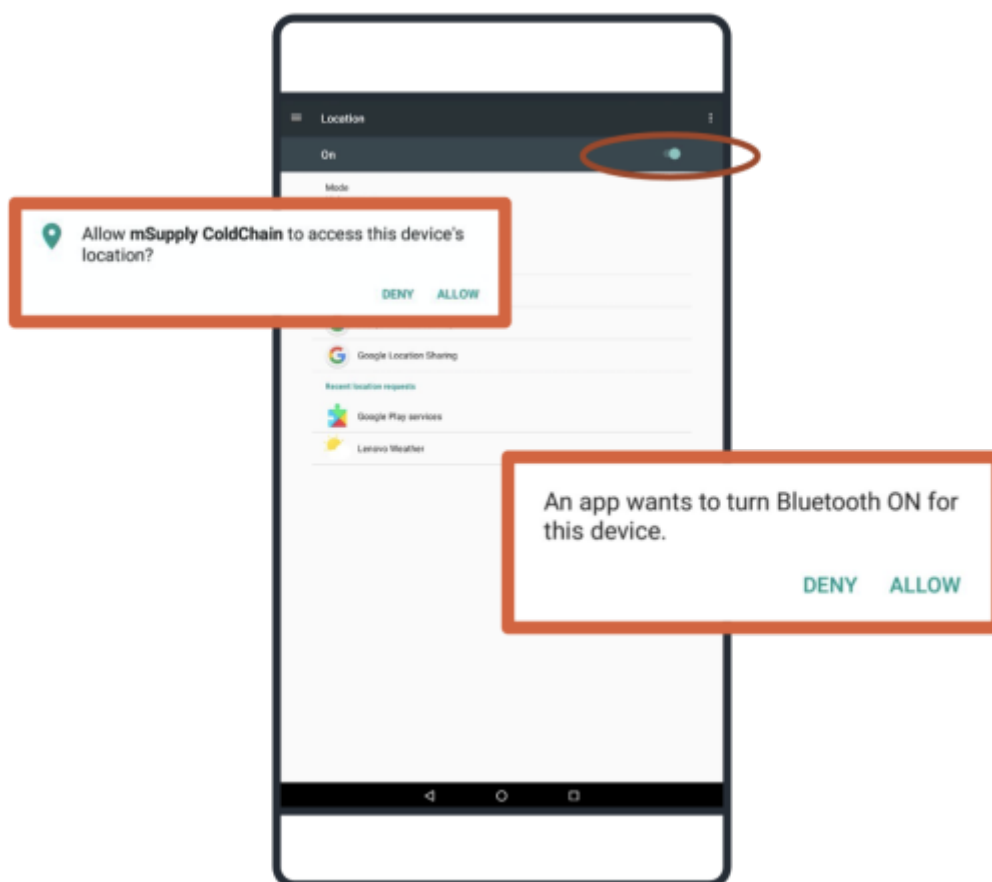 Location
On
Mode
Allow mSupply ColdChain to access this device's
location?
DENY ALLOW
Google Location Sharing
Recent location requests
Google Play services
Lenovo Weather
An app wants to turn Bluetooth ON for
this device.
DENY ALLOW